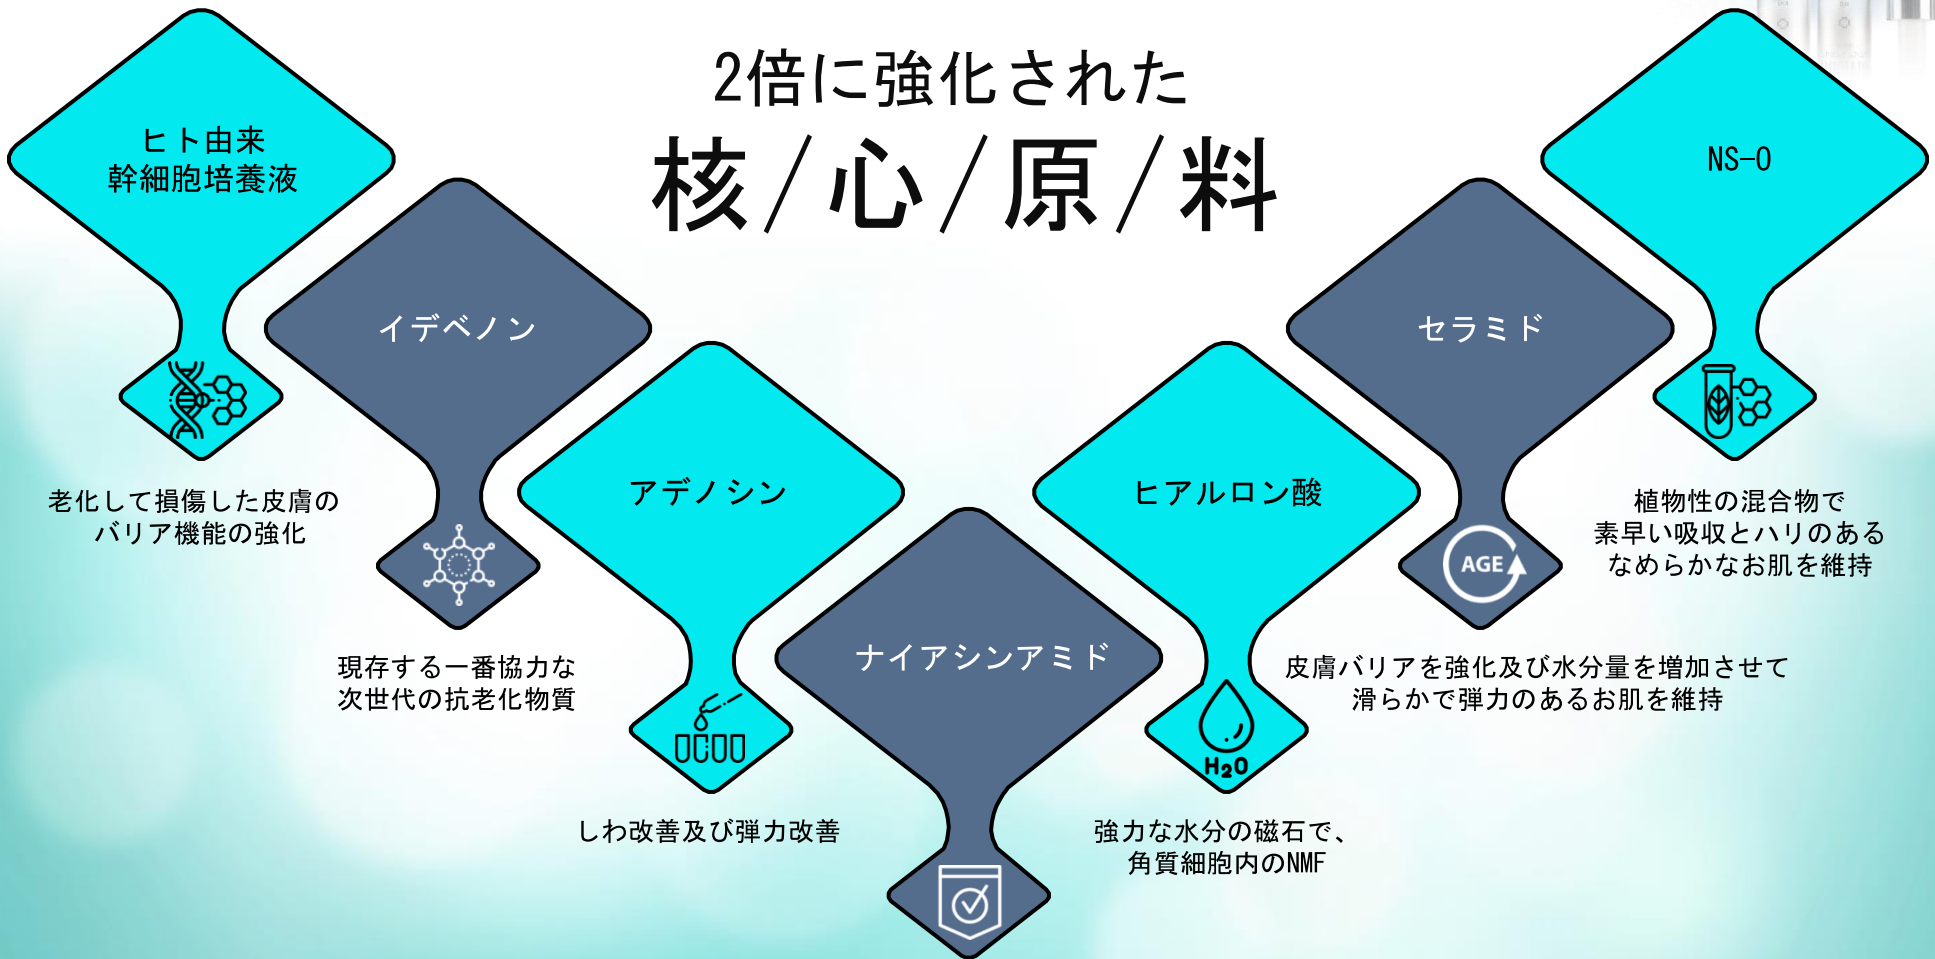 2倍に強化された
核/心/原/料
ヒト由来
幹細胞培養液
老化して損傷した皮膚の
バリア機能の強化
イデベノン
現存する一番協力な
次世代の抗老化物質
アデノシン
しわ改善及び弾力改善
ナイアシンアミド
ヒアルロン酸
H₂O
強力な水分の磁石で、
角質細胞内のNMF
セラミド
AGE
皮膚バリアを強化及び水分量を増加させて
滑らかで弾力のあるお肌を維持
NS-O
植物性の混合物で
素早い吸収とハリのある
なめらかなお肌を維持